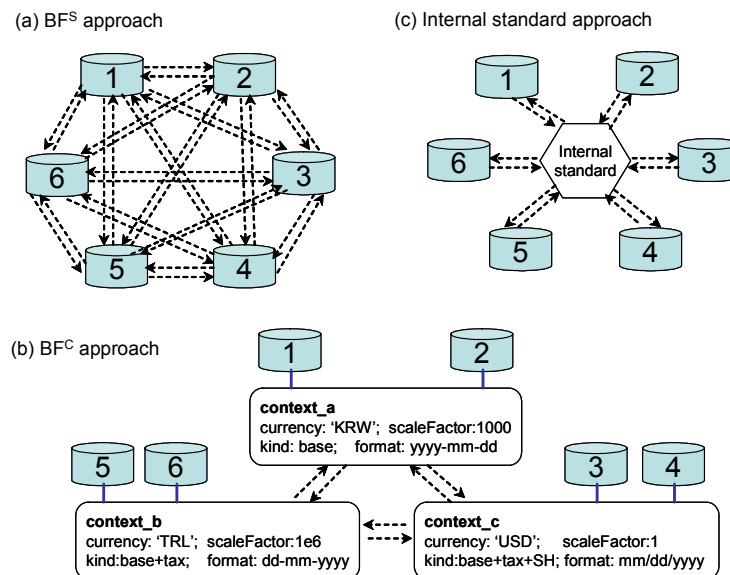 (a) BFS approach
1
2
3
4
5
6
(c) Internal standard approach
1
2
3
4
5
6
Internal
standard
(b) BFC approach
1
2
context_a
currency: 'KRW'; scaleFactor:1000
kind: base; format: yyyy-mm-dd
5
6
3
4
context_b
currency: 'TRL'; scaleFactor:1e6
kind:base+tax; format: dd-mm-yyyy
context_c
currency: 'USD'; scaleFactor:1
kind:base+tax+SH; format: mm/dd/yyyy